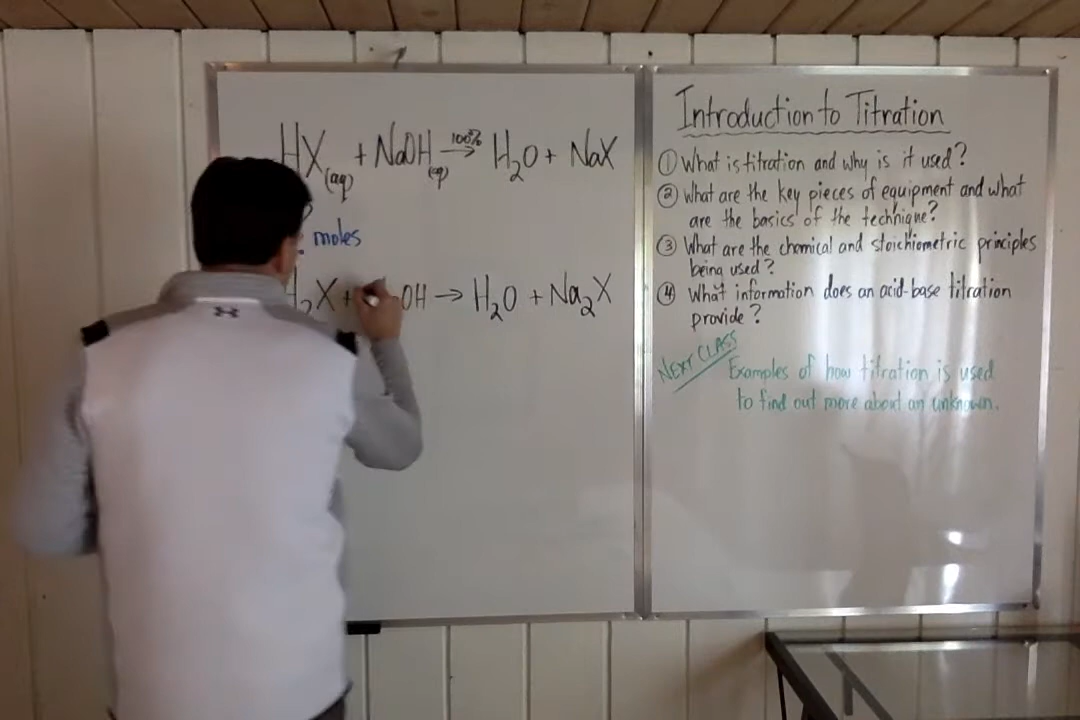 HX(aq) + NaOH(aq) 100%→ H₂O + NaX
moles
₂X + OH → H₂O + Na₂X
Introduction to Titration
① What is titration and why is it used?
② What are the key pieces of equipment and what
are the basics of the technique?
③ What are the chemical and stoichiometric principles
being used?
④ What information does an acid-base titration
provide?
NEXT CLASS
Examples of how titration is used
to find out more about an unknown.